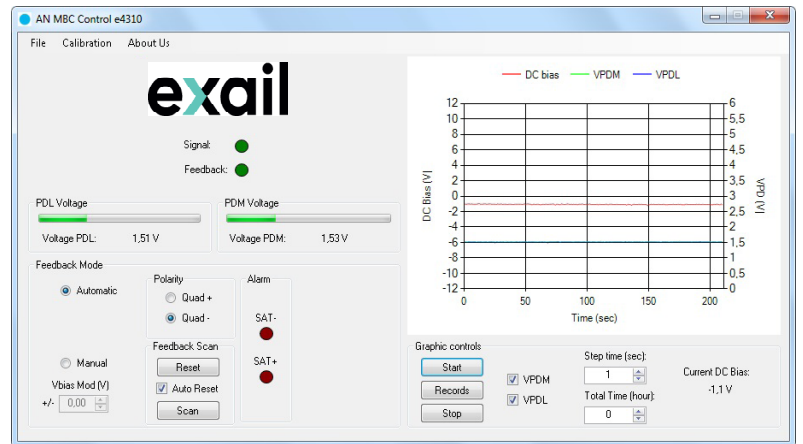 AN MBC Control e4310
File Calibration About Us
exail
Signal:
Feedback:
PDL Voltage
Voltage PDL: 1,51 V
PDM Voltage
Voltage PDM: 1,53 V
Feedback Mode
Automatic
Manual
Vbias Mod (V)
+/- 0,00
Polarity
Quad +
Quad -
Feedback Scan
Reset
Auto Reset
Scan
Alarm
SAT-
SAT+
DC bias VPDM VPDL
12
10
8
6
4
2
0
-2
-4
-6
-8
-10
-12
DC Bias [V]
6
5,5
5
4,5
4
3,5
3
2,5
2
1,5
1
0,5
0
VPD (V)
0 50 100 150 200
Time (sec)
Graphic controls
Start
Records
Stop
VPDM
VPDL
Step time (sec):
1
Total Time (hour):
0
Current DC Bias:
-1,1 V